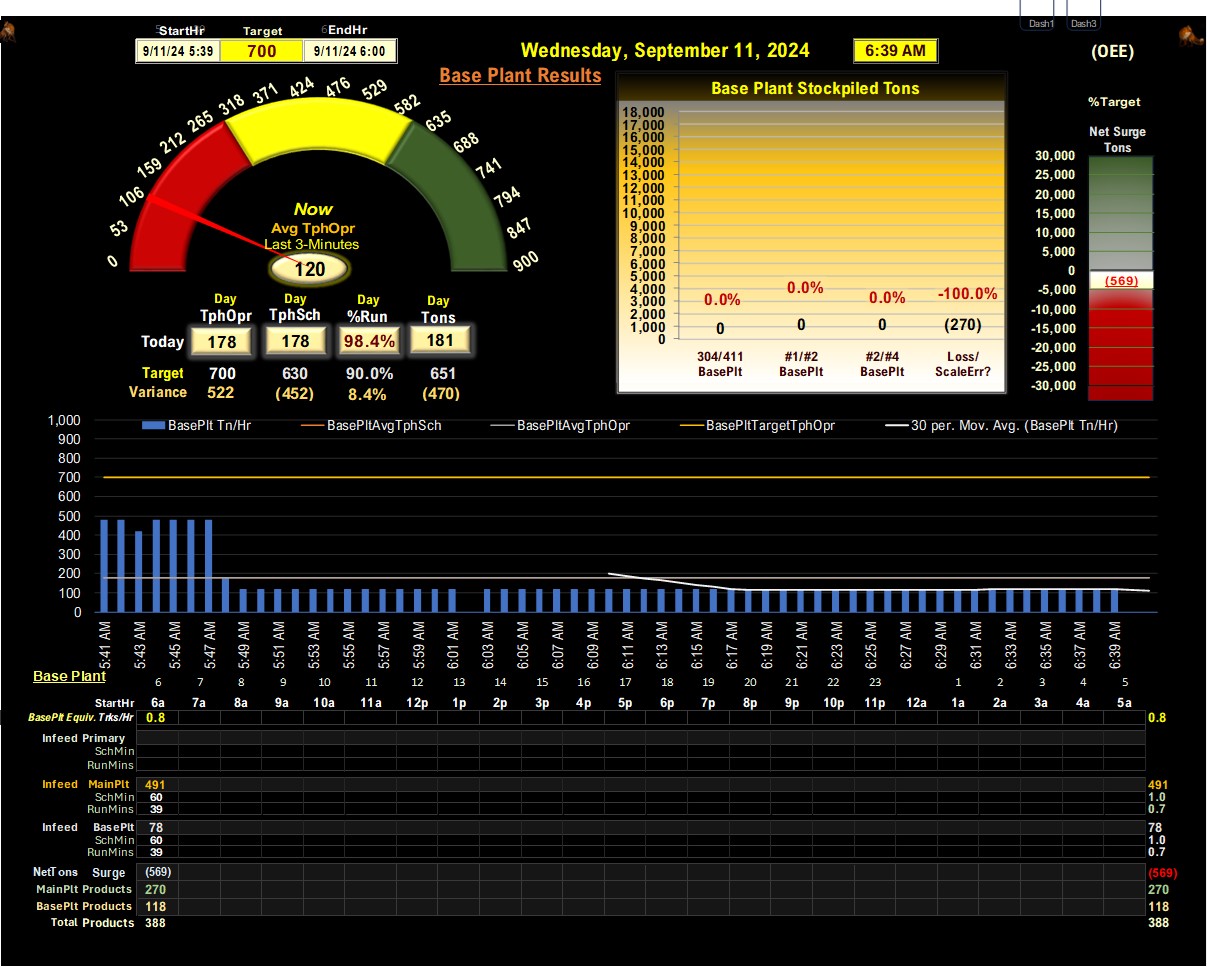 Dash1 Dash3
StartHr Target EndHr
9/11/24 5:39 700 9/11/24 6:00
Wednesday, September 11, 2024 6:39 AM (OEE)
Base Plant Results
0 53 106 159 212 265 318 371 424 476 529 582 635 688 741 794 847 900
Now
Avg TphOpr
Last 3-Minutes
120
Day Day Day Day
TphOpr TphSch %Run Tons
Today 178 178 98.4% 181
Target 700 630 90.0% 651
Variance 522 (452) 8.4% (470)
Base Plant Stockpiled Tons
18,000
17,000
16,000
15,000
14,000
13,000
12,000
11,000
10,000
9,000
8,000
7,000
6,000
5,000
4,000
3,000
2,000
1,000
0
0.0% 0.0% 0.0% -100.0%
0 0 0 (270)
304/411 #1/#2 #2/#4 Loss/
BasePlt BasePlt BasePlt ScaleErr?
%Target
Net Surge
Tons
30,000
25,000
20,000
15,000
10,000
5,000
0
(569)
-5,000
-10,000
-15,000
-20,000
-25,000
-30,000
BasePlt Tn/Hr BasePltAvgTphSch BasePltAvgTphOpr BasePltTargetTphOpr 30 per. Mov. Avg. (BasePlt Tn/Hr)
1,000
900
800
700
600
500
400
300
200
100
0
5:41 AM 5:43 AM 5:45 AM 5:47 AM 5:49 AM 5:51 AM 5:53 AM 5:55 AM 5:57 AM 5:59 AM 6:01 AM 6:03 AM 6:05 AM 6:07 AM 6:09 AM 6:11 AM 6:13 AM 6:15 AM 6:17 AM 6:19 AM 6:21 AM 6:23 AM 6:25 AM 6:27 AM 6:29 AM 6:31 AM 6:33 AM 6:35 AM 6:37 AM 6:39 AM
Base Plant
6 7 8 9 10 11 12 13 14 15 16 17 18 19 20 21 22 23 1 2 3 4 5
StartHr 6a 7a 8a 9a 10a 11a 12p 1p 2p 3p 4p 5p 6p 7p 8p 9p 10p 11p 12a 1a 2a 3a 4a 5a
BasePlt Equiv. Trks/Hr 0.8 0.8
Infeed Primary
SchMin
RunMins
Infeed MainPlt 491 491
SchMin 60 1.0
RunMins 39 0.7
Infeed BasePlt 78 78
SchMin 60 1.0
RunMins 39 0.7
NetTons Surge (569) (569)
MainPlt Products 270 270
BasePlt Products 118 118
Total Products 388 388